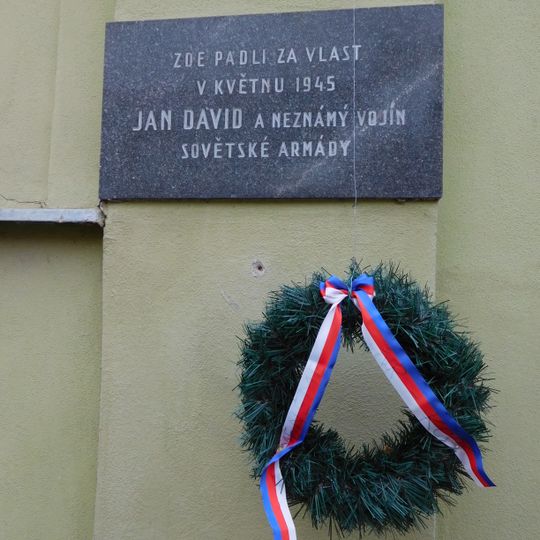 ZDE PADLI ZA VLAST
V KVĚTNU 1945
JAN DAVID A NEZNÁMÝ VOJÍN
SOVĚTSKÉ ARMÁDY